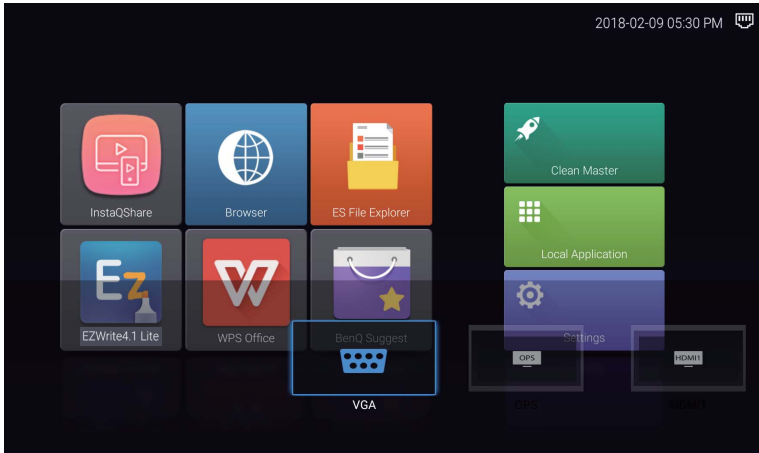 2018-02-09 05:30 PM
InstaQShare
Browser
ES File Explorer
Clean Master
Local Application
Ez
EZWrite4.1 Lite
WPS Office
BenQ Suggest
Settings
OPS
HDMI1
VGA
OPS
HDMI1